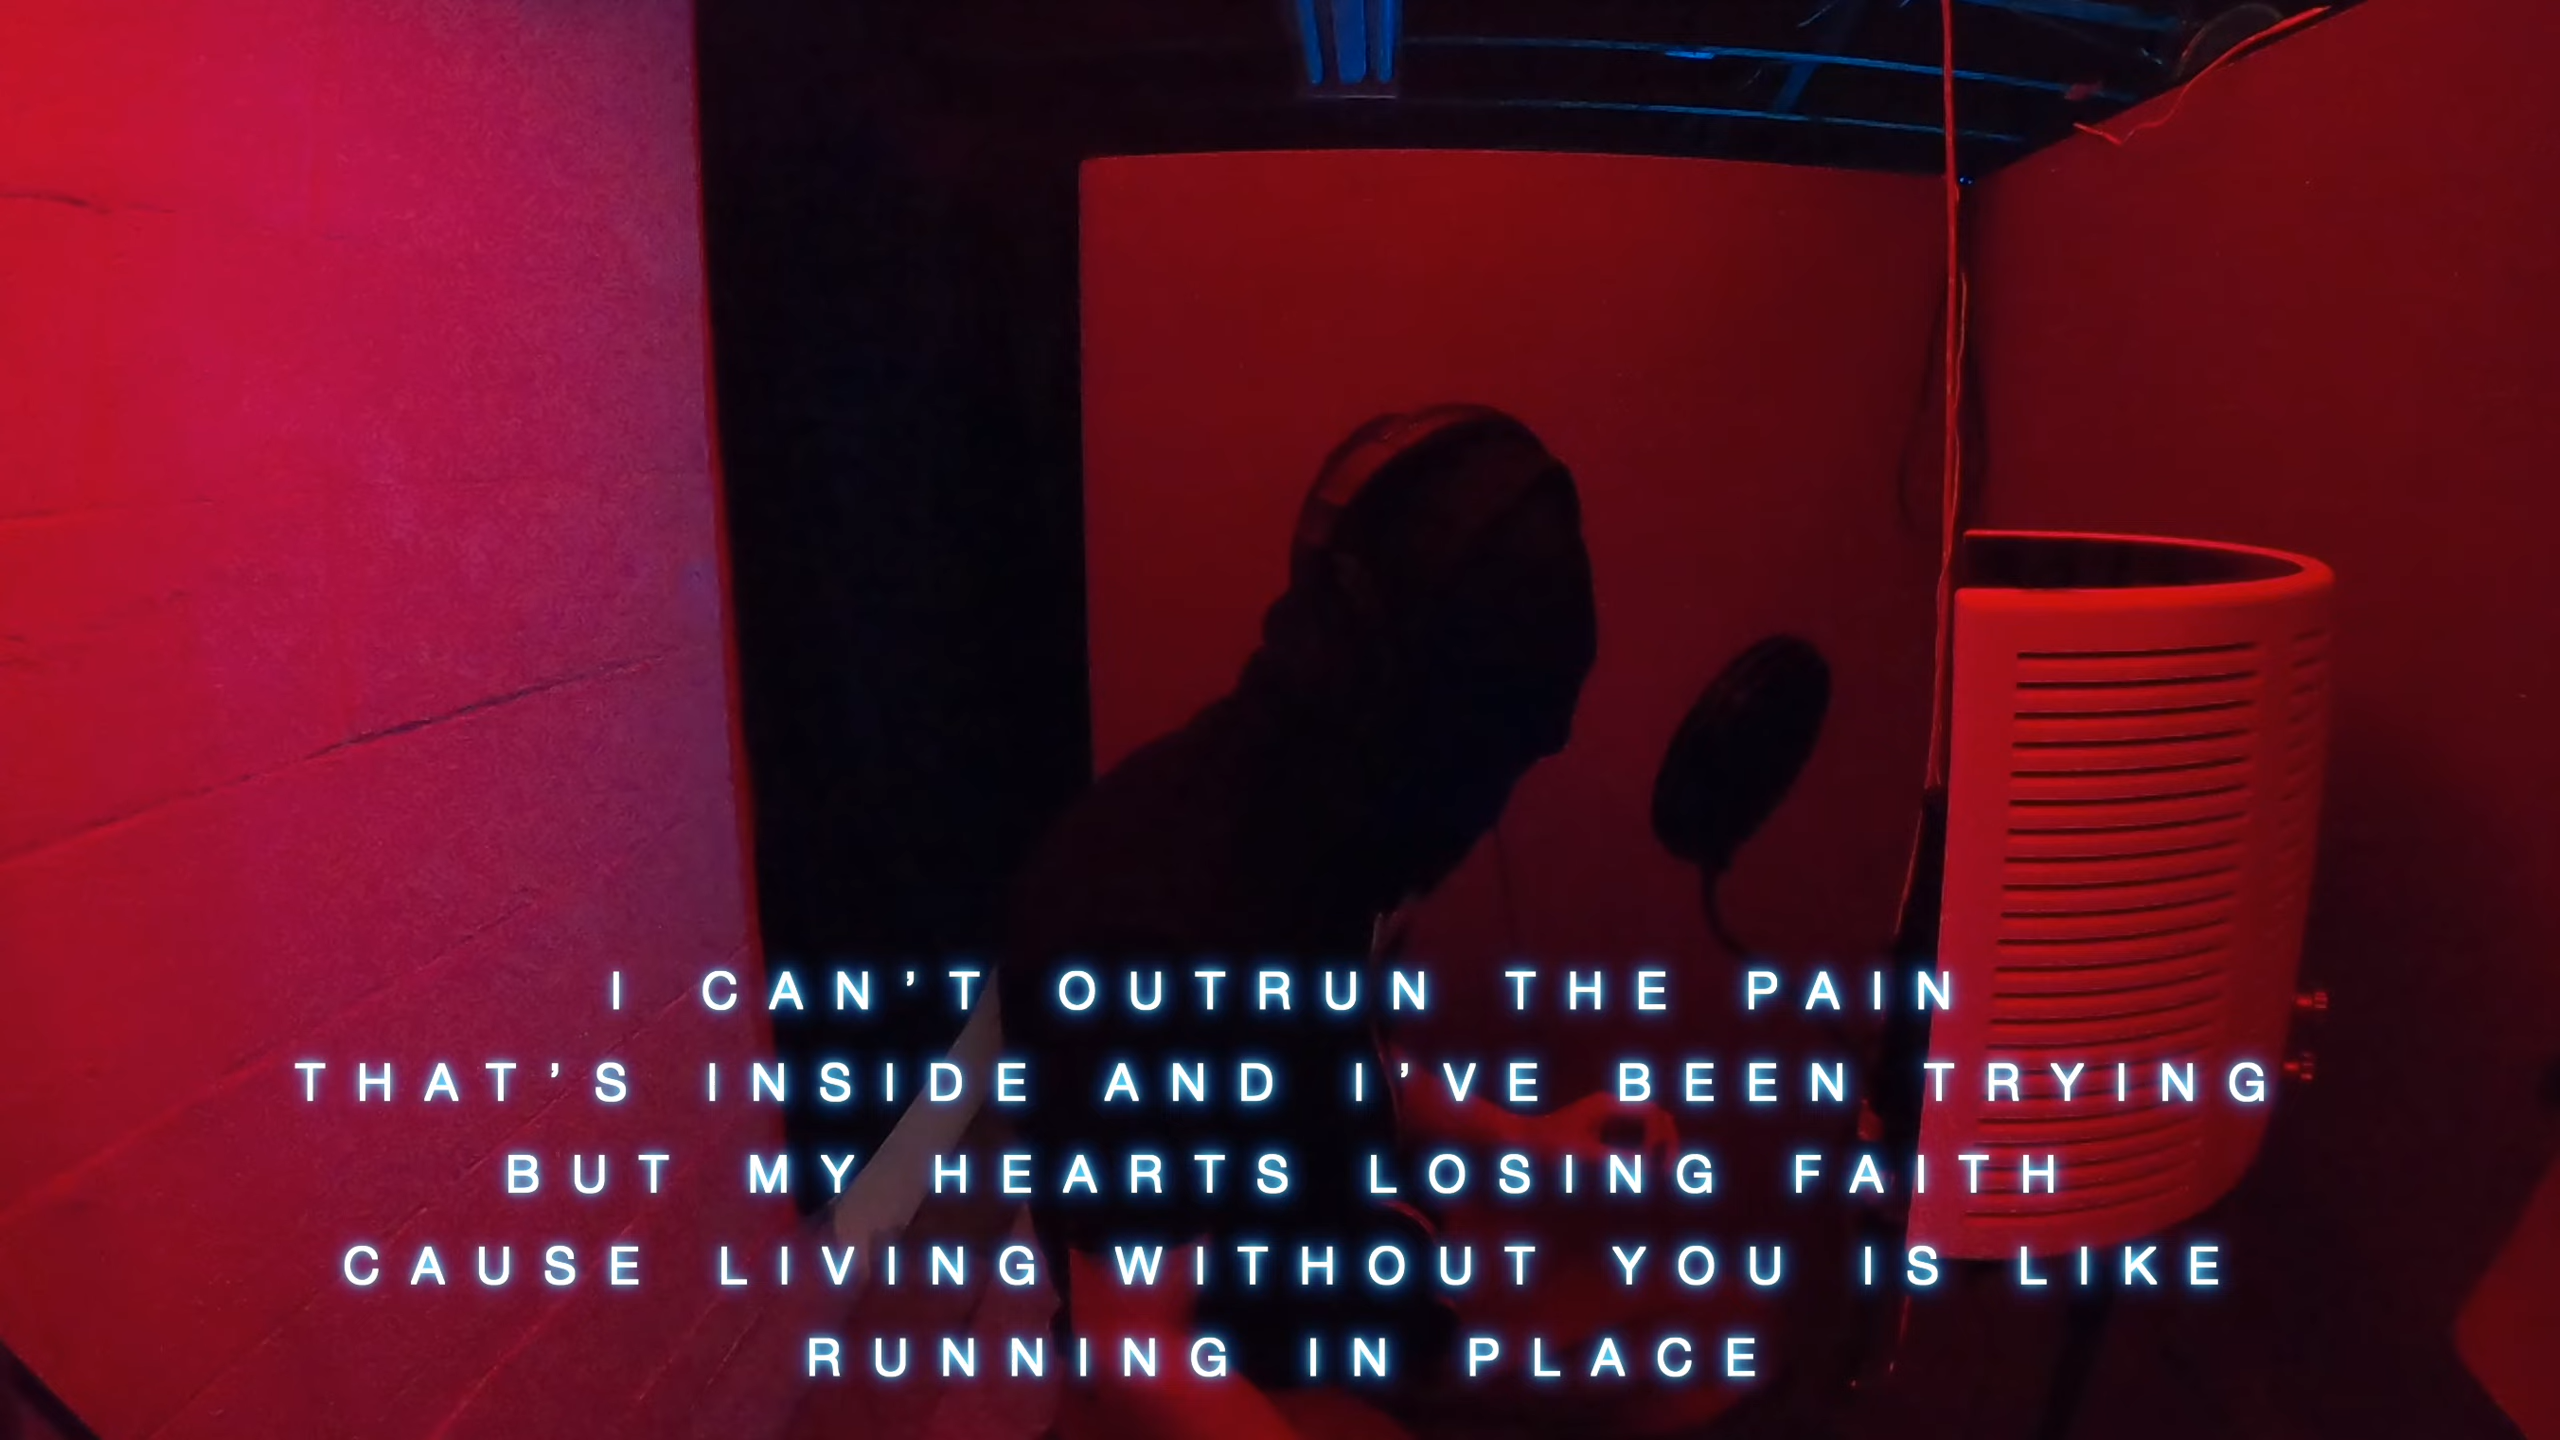 I CAN’T OUTRUN THE PAIN
THAT’S INSIDE AND I’VE BEEN TRYING
BUT MY HEARTS LOSING FAITH
CAUSE LIVING WITHOUT YOU IS LIKE
RUNNING IN PLACE